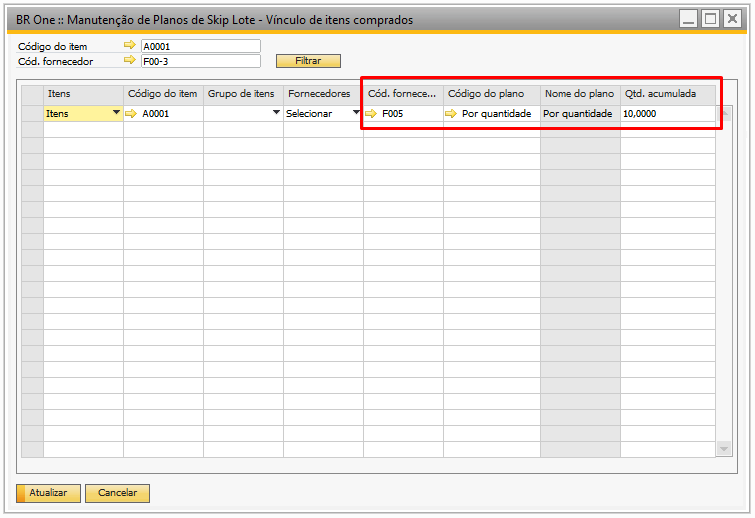 BR One :: Manutenção de Planos de Skip Lote - Vínculo de itens comprados
Código do item A0001
Cód. fornecedor F00-3 Filtrar
Itens Código do item Grupo de itens Fornecedores Cód. fornece... Código do plano Nome do plano Qtd. acumulada
Itens A0001 Selecionar F005 Por quantidade Por quantidade 10,0000
Atualizar Cancelar